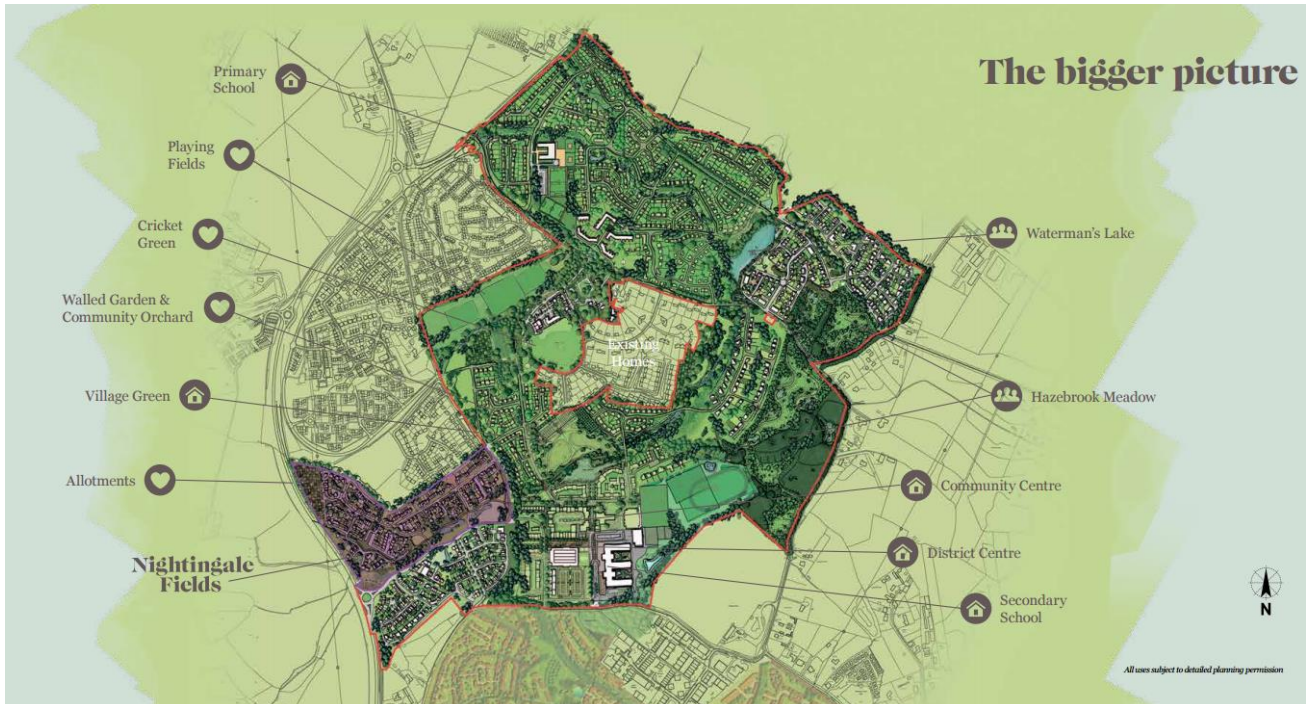 The bigger picture
Primary
School
Playing
Fields
Cricket
Green
Walled Garden &
Community Orchard
Village Green
Allotments
Nightingale
Fields
Existing
Homes
Waterman's Lake
Hazebrook Meadow
Community Centre
District Centre
Secondary
School
N
All uses subject to detailed planning permission